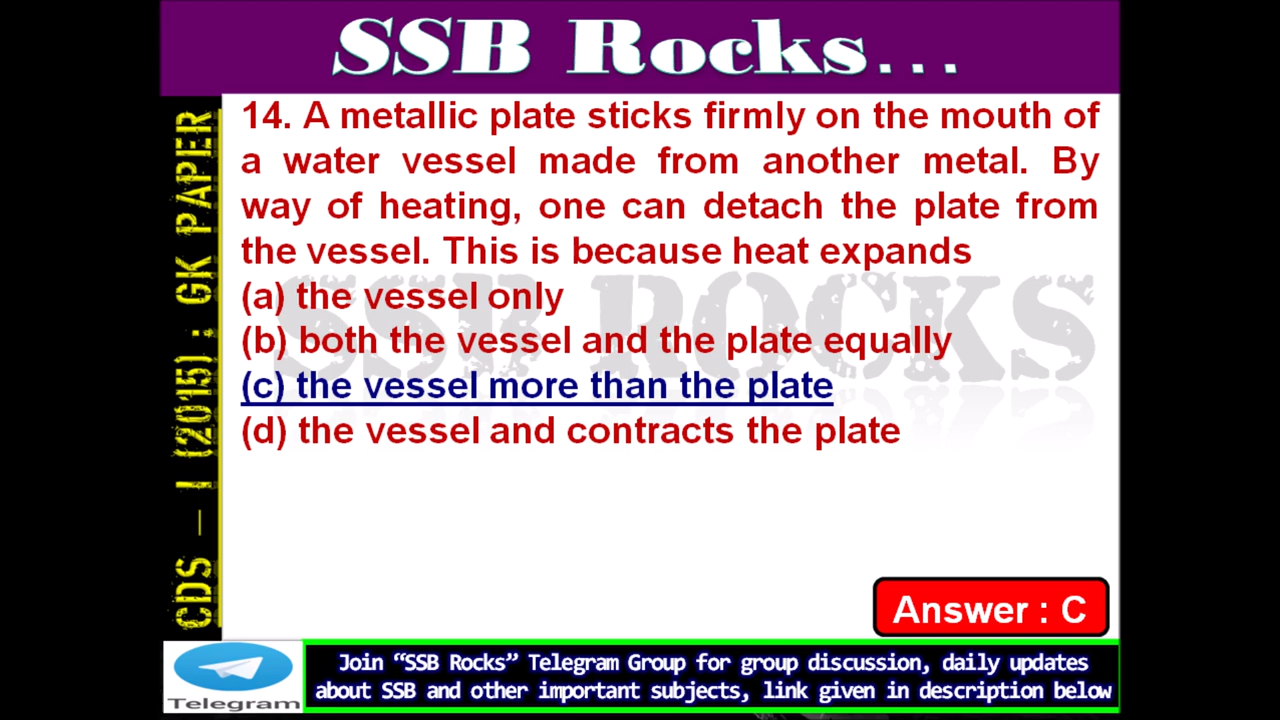 SSB Rocks...
CDS – I (2015) : GK PAPER
14. A metallic plate sticks firmly on the mouth of
a water vessel made from another metal. By
way of heating, one can detach the plate from
the vessel. This is because heat expands
(a) the vessel only
(b) both the vessel and the plate equally
(c) the vessel more than the plate
(d) the vessel and contracts the plate
SSB ROCKS
Answer : C
Telegram
Join “SSB Rocks” Telegram Group for group discussion, daily updates
about SSB and other important subjects, link given in description below